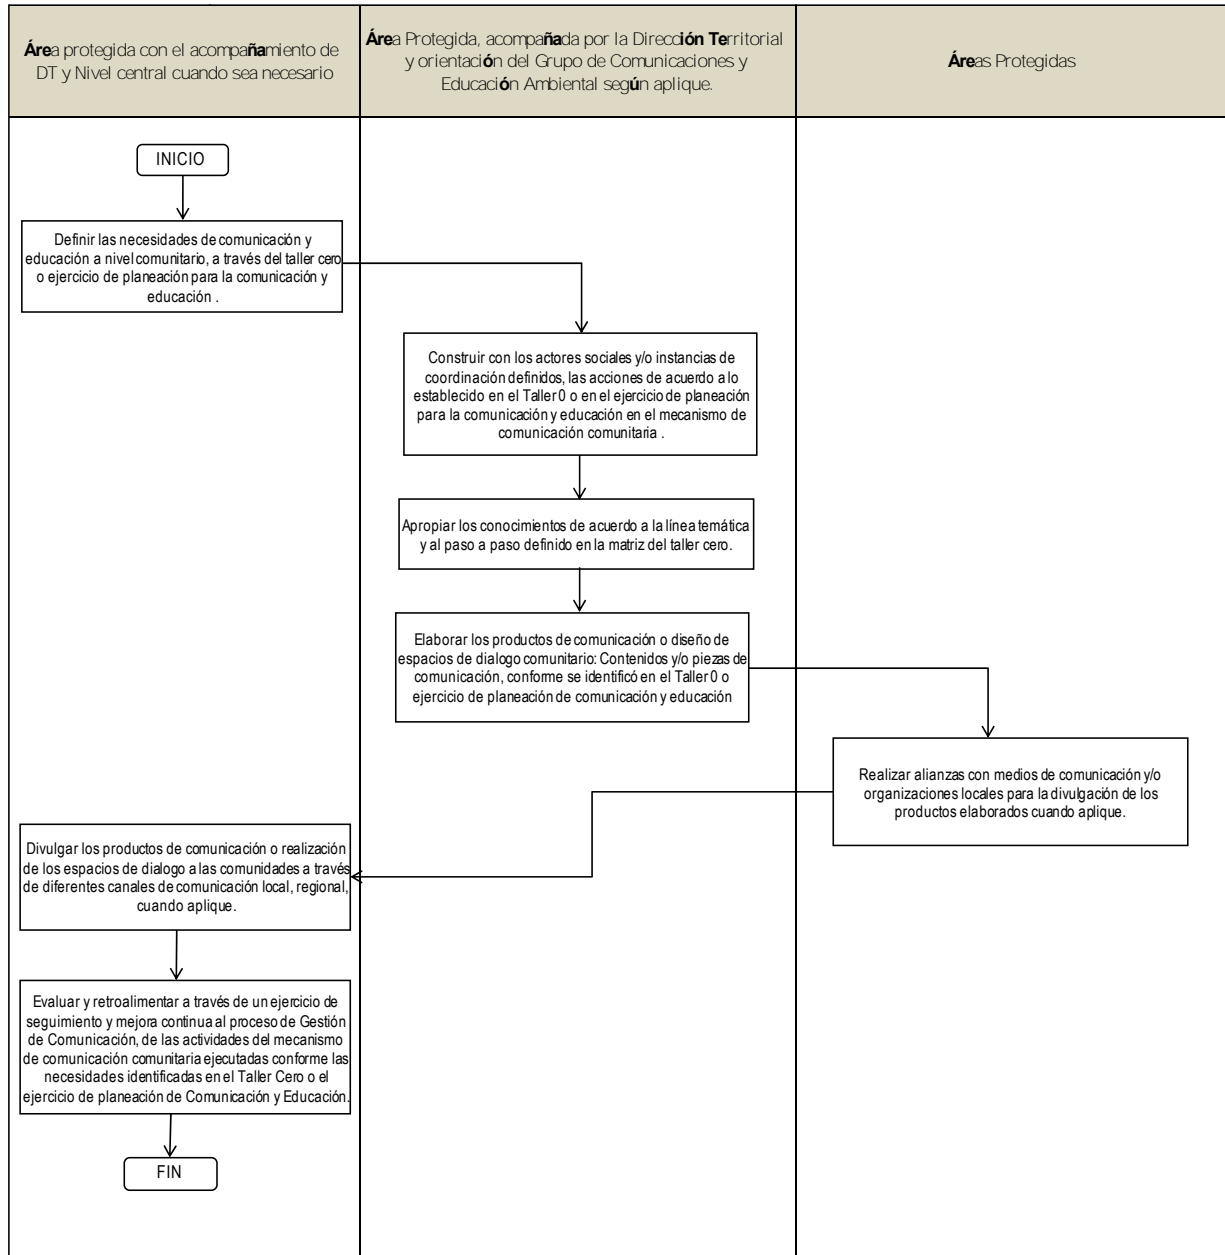 Área protegida con el acompañamiento de
DT y Nivel central cuando sea necesario
Área Protegida, acompañada por la Dirección Territorial
y orientación del Grupo de Comunicaciones y
Educación Ambiental según aplique.
Áreas Protegidas
INICIO
Definir las necesidades de comunicación y
educación a nivel comunitario, a través del taller cero
o ejercicio de planeación para la comunicación y
educación .
Construir con los actores sociales y/o instancias de
coordinación definidos, las acciones de acuerdo a lo
establecido en el Taller 0 o en el ejercicio de planeación
para la comunicación y educación en el mecanismo de
comunicación comunitaria .
Apropiar los conocimientos de acuerdo a la línea temática
y al paso a paso definido en la matriz del taller cero.
Elaborar los productos de comunicación o diseño de
espacios de dialogo comunitario: Contenidos y/o piezas de
comunicación, conforme se identificó en el Taller 0 o
ejercicio de planeación de comunicación y educación
Realizar alianzas con medios de comunicación y/o
organizaciones locales para la divulgación de los
productos elaborados cuando aplique.
Divulgar los productos de comunicación o realización
de los espacios de dialogo a las comunidades a través
de diferentes canales de comunicación local, regional,
cuando aplique.
Evaluar y retroalimentar a través de un ejercicio de
seguimiento y mejora continua al proceso de Gestión
de Comunicación, de las actividades del mecanismo
de comunicación comunitaria ejecutadas conforme las
necesidades identificadas en el Taller Cero o el
ejercicio de planeación de Comunicación y Educación.
FIN